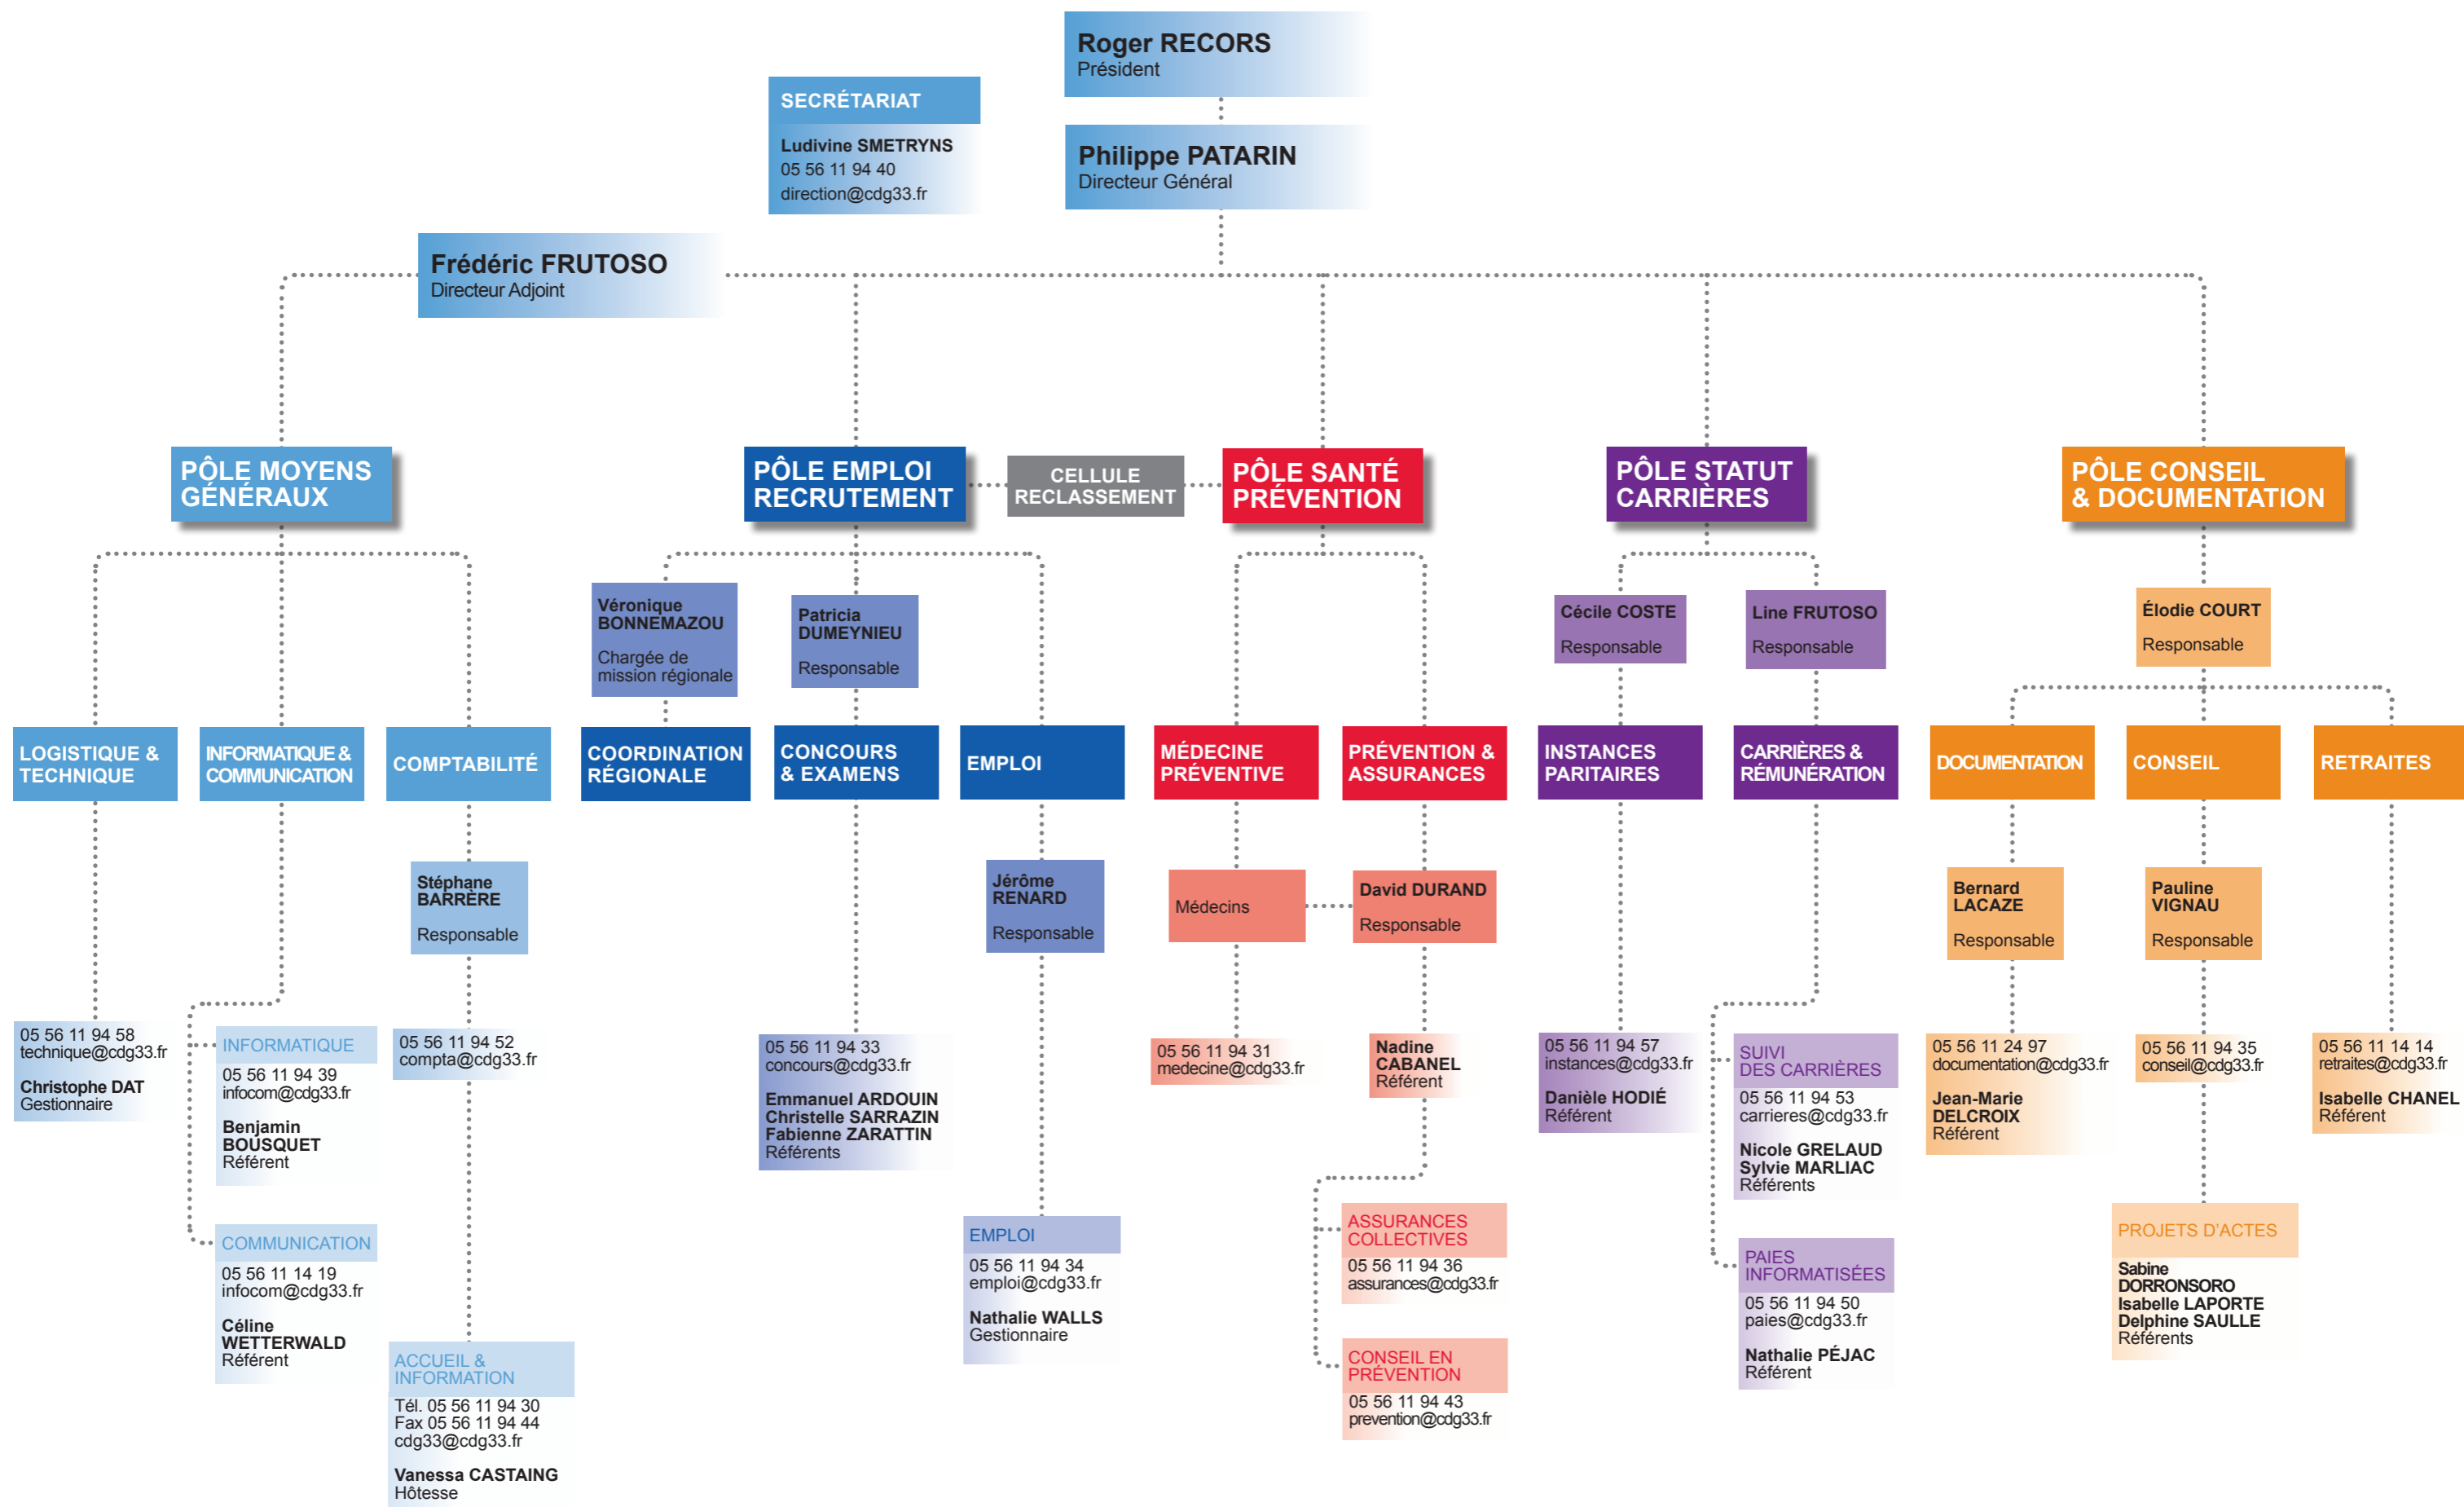 Roger RECORS
Président
SECRÉTARIAT
Ludivine SMETRYNS
05 56 11 94 40
direction@cdg33.fr
Philippe PATARIN
Directeur Général
Frédéric FRUTOSO
Directeur Adjoint
PÔLE MOYENS
GÉNÉRAUX
PÔLE EMPLOI
RECRUTEMENT
CELLULE
RECLASSEMENT
PÔLE SANTÉ
PRÉVENTION
PÔLE STATUT
CARRIÈRES
PÔLE CONSEIL
& DOCUMENTATION
Véronique
BONNEMAZOU
Chargée de
mission régionale
Patricia
DUMEYNIEU
Responsable
Cécile COSTE
Responsable
Line FRUTOSO
Responsable
Élodie COURT
Responsable
LOGISTIQUE &
TECHNIQUE
INFORMATIQUE &
COMMUNICATION
COMPTABILITÉ
COORDINATION
RÉGIONALE
CONCOURS
& EXAMENS
EMPLOI
MÉDECINE
PRÉVENTIVE
PRÉVENTION &
ASSURANCES
INSTANCES
PARITAIRES
CARRIÈRES &
RÉMUNÉRATION
DOCUMENTATION
CONSEIL
RETRAITES
Stéphane
BARRÈRE
Responsable
Jérôme
RENARD
Responsable
Médecins
David DURAND
Responsable
Bernard
LACAZE
Responsable
Pauline
VIGNAU
Responsable
05 56 11 94 58
technique@cdg33.fr
Christophe DAT
Gestionnaire
INFORMATIQUE
05 56 11 94 39
infocom@cdg33.fr
Benjamin
BOUSQUET
Référent
COMMUNICATION
05 56 11 14 19
infocom@cdg33.fr
Céline
WETTERWALD
Référent
05 56 11 94 52
compta@cdg33.fr
ACCUEIL &
INFORMATION
Tél. 05 56 11 94 30
Fax 05 56 11 94 44
cdg33@cdg33.fr
Vanessa CASTAING
Hôtesse
05 56 11 94 33
concours@cdg33.fr
Emmanuel ARDOUIN
Christelle SARRAZIN
Fabienne ZARATTIN
Référents
EMPLOI
05 56 11 94 34
emploi@cdg33.fr
Nathalie WALLS
Gestionnaire
05 56 11 94 31
medecine@cdg33.fr
Nadine
CABANEL
Référent
ASSURANCES
COLLECTIVES
05 56 11 94 36
assurances@cdg33.fr
CONSEIL EN
PRÉVENTION
05 56 11 94 43
prevention@cdg33.fr
05 56 11 94 57
instances@cdg33.fr
Danièle HODIÉ
Référent
SUIVI
DES CARRIÈRES
05 56 11 94 53
carrieres@cdg33.fr
Nicole GRELAUD
Sylvie MARLIAC
Référents
PAIES
INFORMATISÉES
05 56 11 94 50
paies@cdg33.fr
Nathalie PÉJAC
Référent
05 56 11 24 97
documentation@cdg33.fr
Jean-Marie
DELCROIX
Référent
05 56 11 94 35
conseil@cdg33.fr
PROJETS D'ACTES
Sabine
DORRONSORO
Isabelle LAPORTE
Delphine SAULLE
Référents
05 56 11 14 14
retraites@cdg33.fr
Isabelle CHANEL
Référent